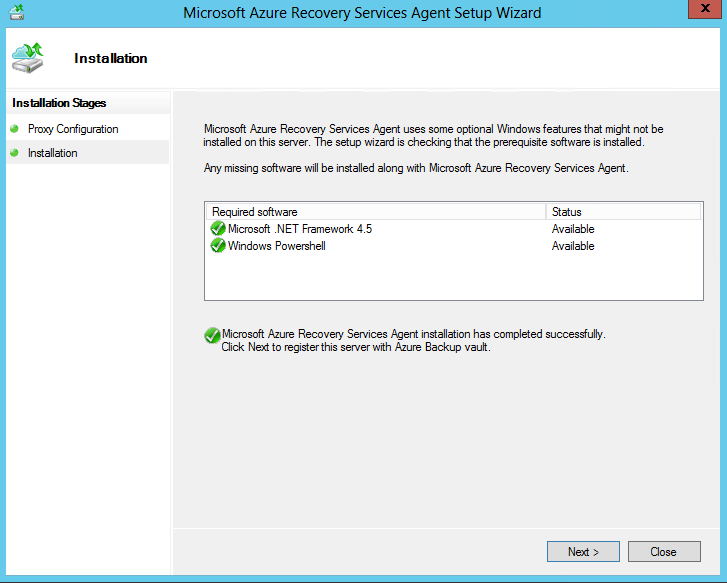 Microsoft Azure Recovery Services Agent Setup Wizard
x
Installation
Installation Stages
Proxy Configuration
Installation
Microsoft Azure Recovery Services Agent uses some optional Windows features that might not be
installed on this server. The setup wizard is checking that the prerequisite software is installed.
Any missing software will be installed along with Microsoft Azure Recovery Services Agent.
Required software Status
Microsoft .NET Framework 4.5 Available
Windows Powershell Available
Microsoft Azure Recovery Services Agent installation has completed successfully.
Click Next to register this server with Azure Backup vault.
Next > Close